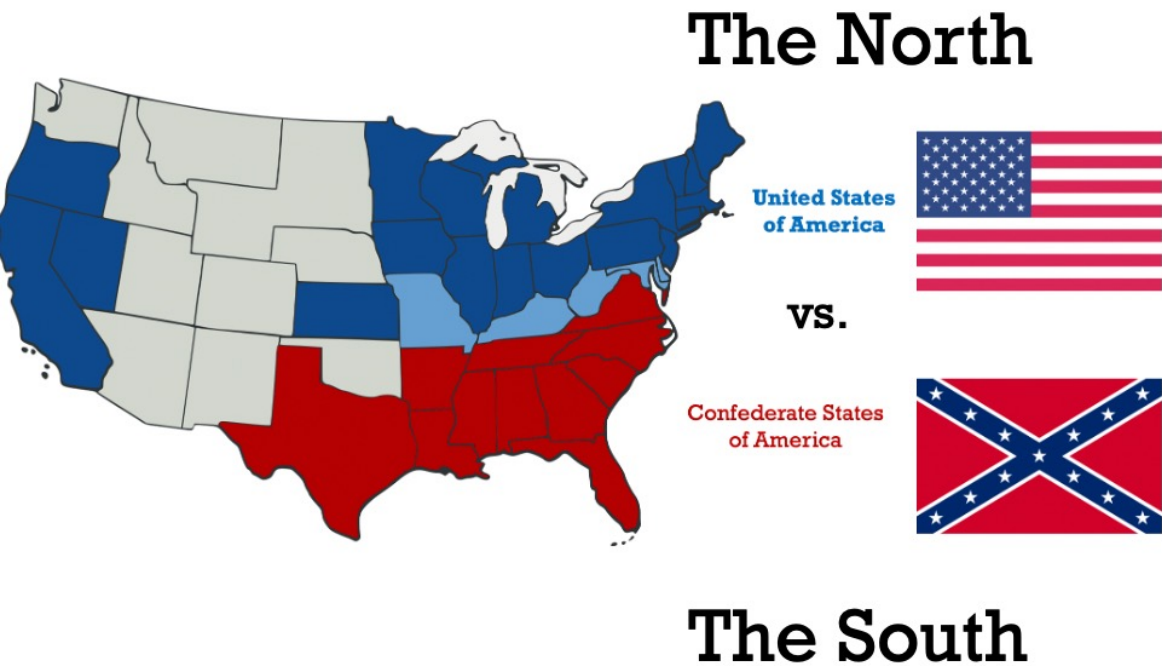 The North
United States
of America
vs.
Confederate States
of America
The South